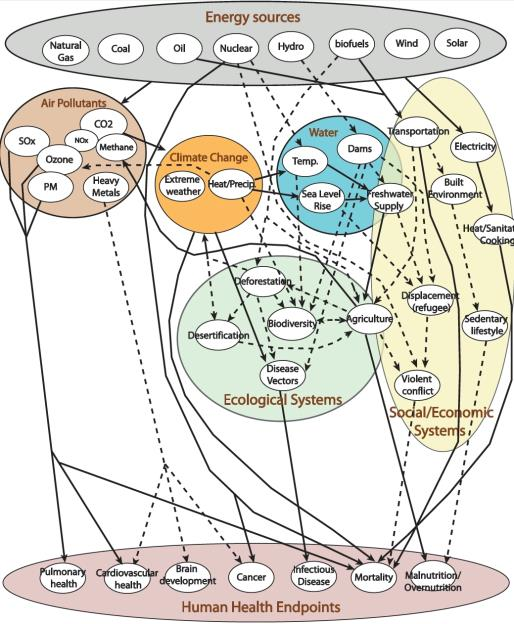 Energy sources
Natural
Gas
Coal
Oil
Nuclear
Hydro
biofuels
Wind
Solar
Air Pollutants
SOx
CO2
NOx
Methane
Ozone
PM
Heavy
Metals
Climate Change
Extreme
weather
Heat/Precip
Water
Temp.
Dams
Sea Level
Rise
Freshwater
Supply
Transportation
Electricity
Built
Environment
Heat/Sanitat
Cooking
Displacement
(refugee)
Sedentary
lifestyle
Violent
conflict
Social/Economic
Systems
Deforestation
Biodiversity
Agriculture
Desertification
Disease
Vectors
Ecological Systems
Pulmonary
health
Cardiovascular
health
Brain
development
Cancer
Infectious
Disease
Mortality
Malnutrition/
Overnutrition
Human Health Endpoints